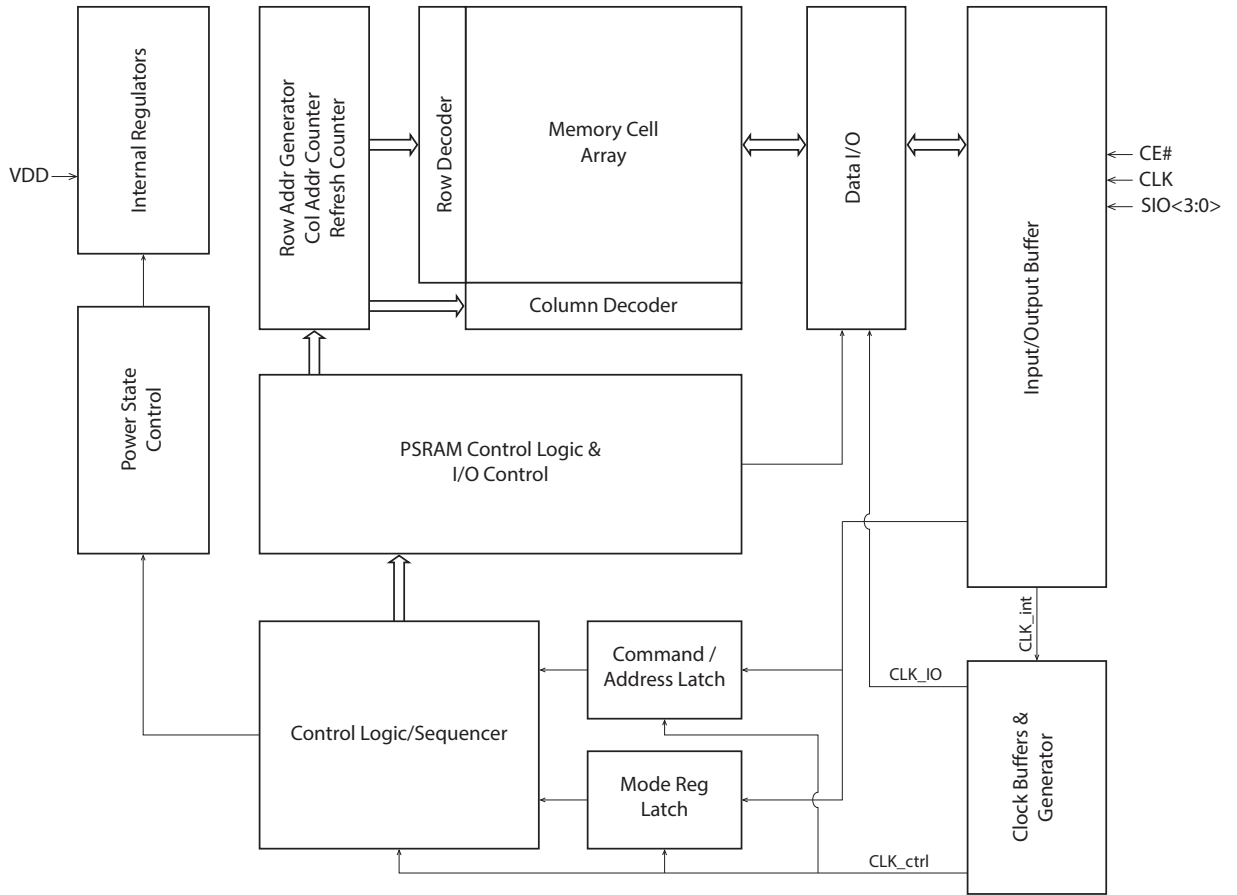 VDD
Internal Regulators
Power State
Control
Row Addr Generator
Col Addr Counter
Refresh Counter
Row Decoder
Memory Cell
Array
Column Decoder
Data I/O
Input/Output Buffer
CE#
CLK
SIO<3:0>
PSRAM Control Logic &
I/O Control
Control Logic/Sequencer
Command /
Address Latch
Mode Reg
Latch
CLK_int
CLK_IO
CLK_ctrl
Clock Buffers &
Generator